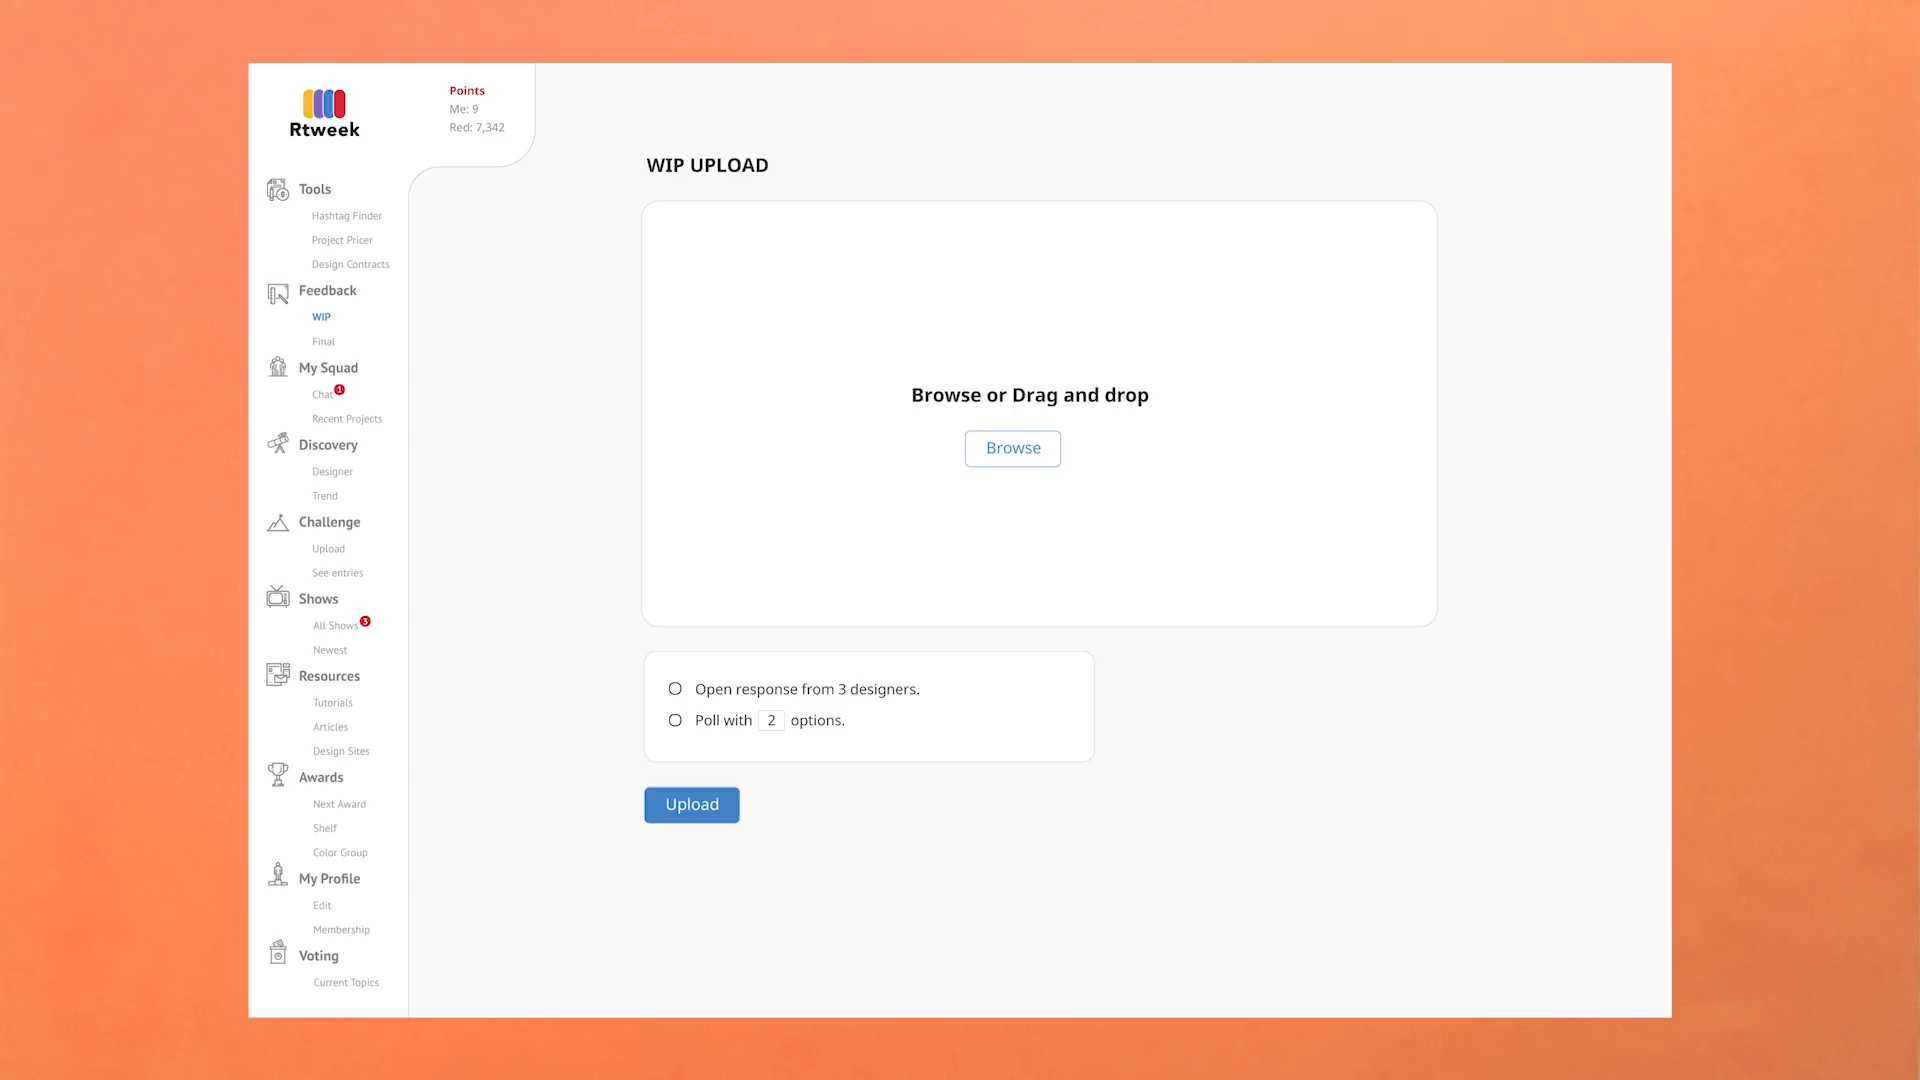 Rtweek
Points
Me: 9
Red: 7,342
Tools
Hashtag Finder
Project Pricer
Design Contracts
Feedback
WIP
Final
My Squad
Chat 1
Recent Projects
Discovery
Designer
Trend
Challenge
Upload
See entries
Shows
All Shows 3
Newest
Resources
Tutorials
Articles
Design Sites
Awards
Next Award
Shelf
Color Group
My Profile
Edit
Membership
Voting
Current Topics
WIP UPLOAD
Browse or Drag and drop
Browse
Open response from 3 designers.
Poll with 2 options.
Upload